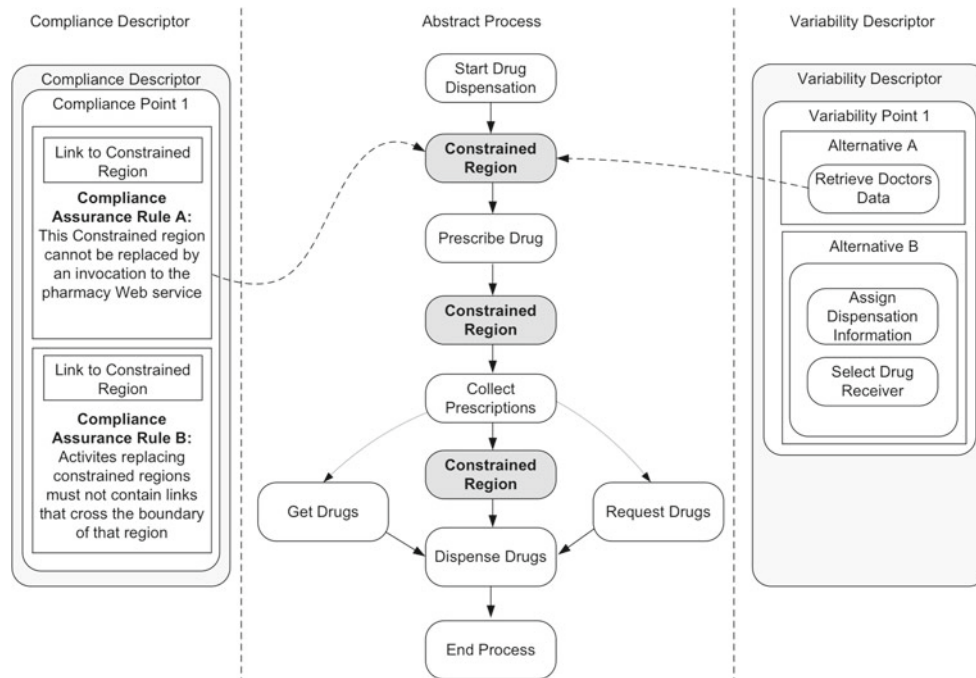 Compliance Descriptor
Abstract Process
Variability Descriptor
Compliance Descriptor
Compliance Point 1
Link to Constrained
Region
Compliance
Assurance Rule A:
This Constrained region
cannot be replaced by
an invocation to the
pharmacy Web service
Link to Constrained
Region
Compliance
Assurance Rule B:
Activites replacing
constrained regions
must not contain links
that cross the boundary
of that region
Start Drug
Dispensation
Constrained
Region
Prescribe Drug
Constrained
Region
Collect
Prescriptions
Constrained
Region
Get Drugs
Request Drugs
Dispense Drugs
End Process
Variability Descriptor
Variability Point 1
Alternative A
Retrieve Doctors
Data
Alternative B
Assign
Dispensation
Information
Select Drug
Receiver